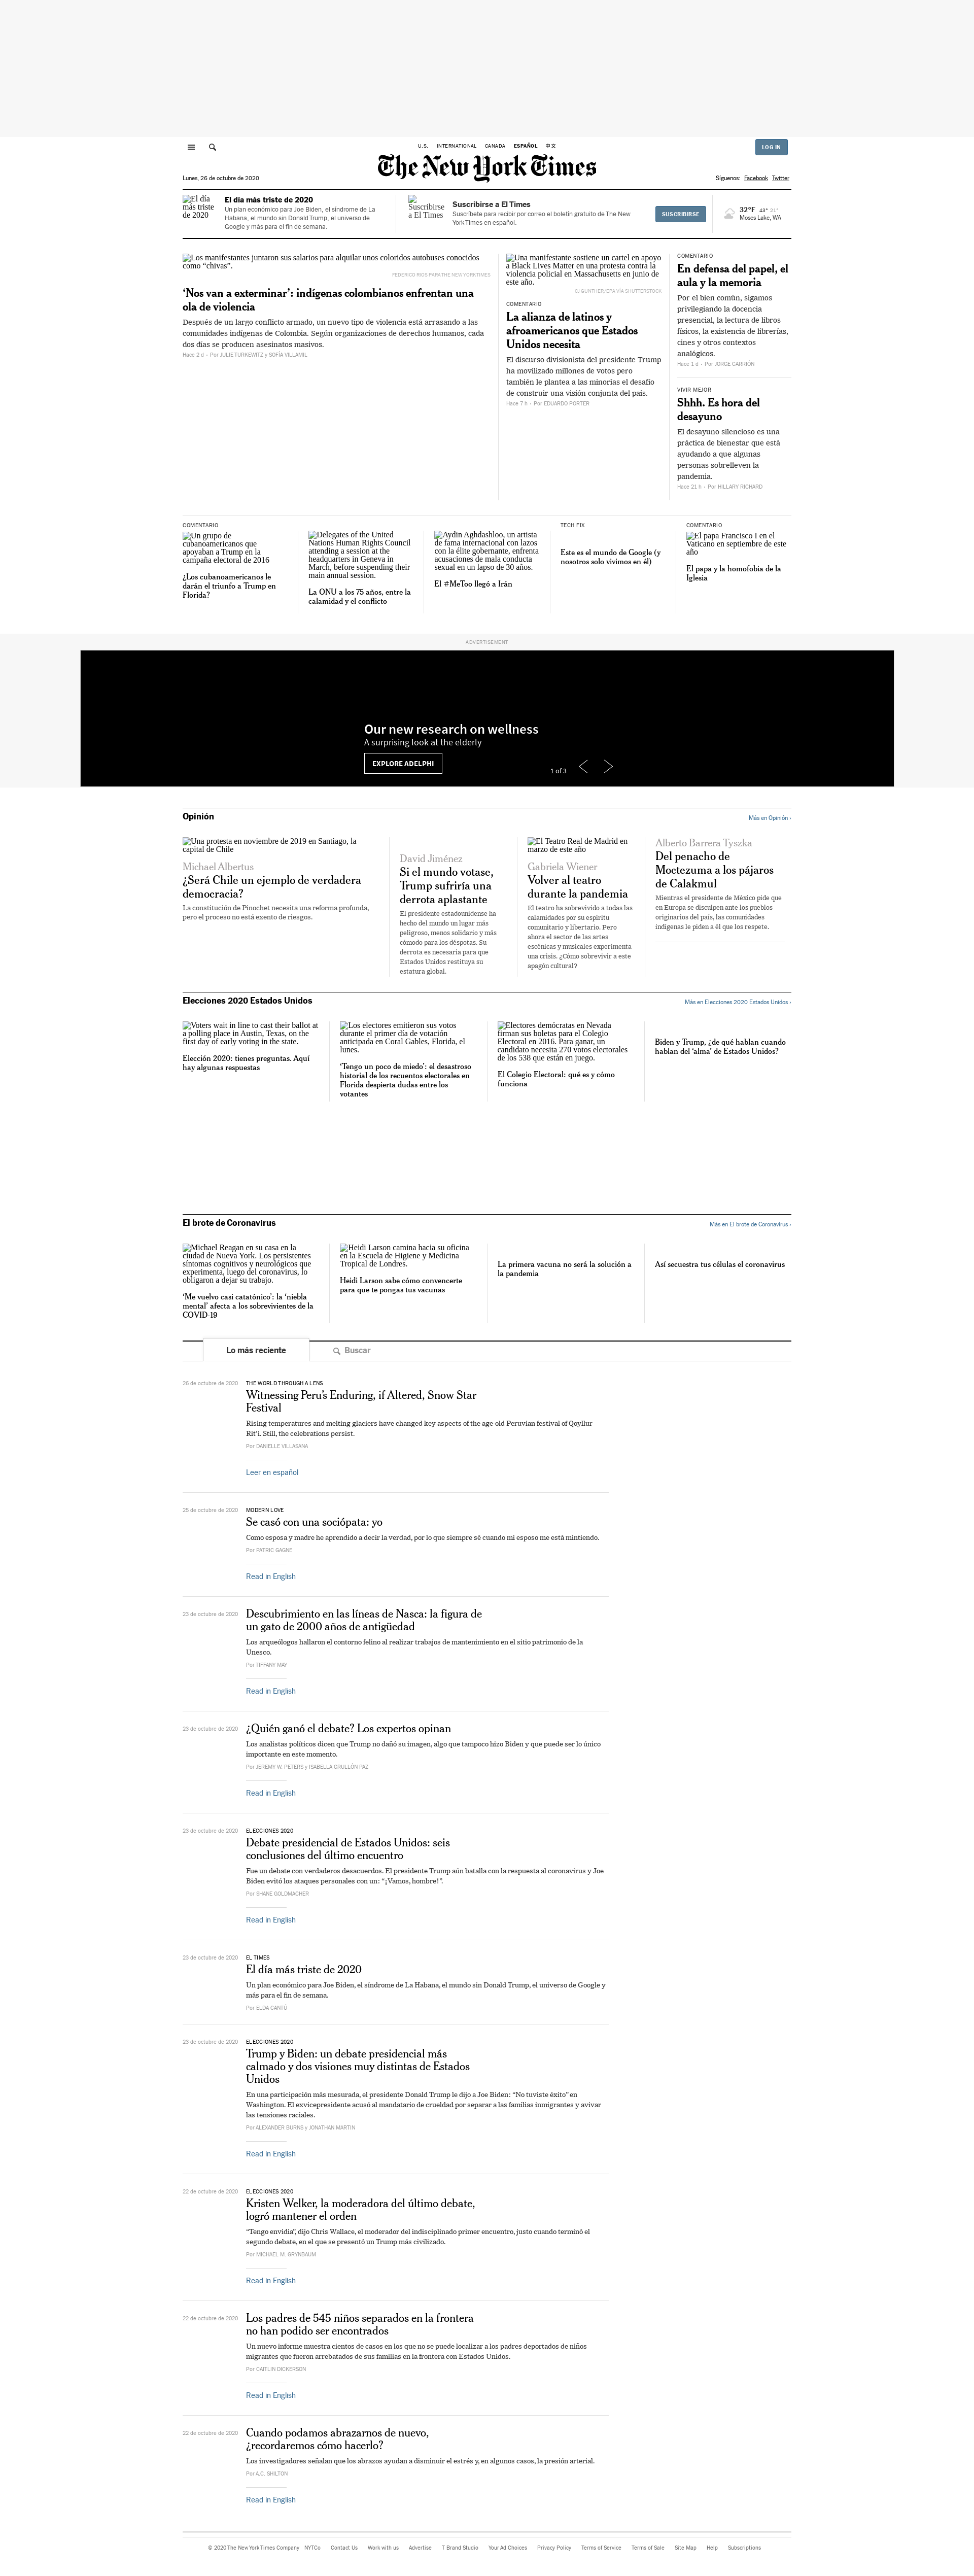 U.S. INTERNATIONAL CANADA ESPAÑOL 中文
LOG IN
The New York Times
Lunes, 26 de octubre de 2020
Síguenos: Facebook Twitter
El día más triste de 2020
El día más triste de 2020
Un plan económico para Joe Biden, el síndrome de La
Habana, el mundo sin Donald Trump, el universo de
Google y más para el fin de semana.
Suscribirse a El Times
Suscribirse a El Times
Suscríbete para recibir por correo el boletín gratuito de The New
York Times en español.
SUSCRIBIRSE
32°F 43° 21°
Moses Lake, WA
Los manifestantes juntaron sus salarios para alquilar unos coloridos autobuses conocidos
como “chivas”.
FEDERICO RIOS PARA THE NEW YORK TIMES
‘Nos van a exterminar’: indígenas colombianos enfrentan una
ola de violencia
Después de un largo conflicto armado, un nuevo tipo de violencia está arrasando a las
comunidades indígenas de Colombia. Según organizaciones de derechos humanos, cada
dos días se producen asesinatos masivos.
Hace 2 d - Por JULIE TURKEWITZ y SOFÍA VILLAMIL
Una manifestante sostiene un cartel en apoyo
a Black Lives Matter en una protesta contra la
violencia policial en Massachusetts en junio de
este año.
CJ GUNTHER/EPA VÍA SHUTTERSTOCK
COMENTARIO
La alianza de latinos y
afroamericanos que Estados
Unidos necesita
El discurso divisionista del presidente Trump
ha movilizado millones de votos pero
también le plantea a las minorías el desafío
de construir una visión conjunta del país.
Hace 7 h - Por EDUARDO PORTER
COMENTARIO
En defensa del papel, el
aula y la memoria
Por el bien común, sigamos
privilegiando la docencia
presencial, la lectura de libros
físicos, la existencia de librerías,
cines y otros contextos
analógicos.
Hace 1 d - Por JORGE CARRIÓN
VIVIR MEJOR
Shhh. Es hora del
desayuno
El desayuno silencioso es una
práctica de bienestar que está
ayudando a que algunas
personas sobrelleven la
pandemia.
Hace 21 h - Por HILLARY RICHARD
COMENTARIO
Un grupo de
cubanoamericanos que
apoyaban a Trump en la
campaña electoral de 2016
¿Los cubanoamericanos le
darán el triunfo a Trump en
Florida?
Delegates of the United
Nations Human Rights Council
attending a session at the
headquarters in Geneva in
March, before suspending their
main annual session.
La ONU a los 75 años, entre la
calamidad y el conflicto
Aydin Aghdashloo, un artista
de fama internacional con lazos
con la élite gobernante, enfrenta
acusaciones de mala conducta
sexual en un lapso de 30 años.
El #MeToo llegó a Irán
TECH FIX
Este es el mundo de Google (y
nosotros solo vivimos en él)
COMENTARIO
El papa Francisco I en el
Vaticano en septiembre de este
año
El papa y la homofobia de la
Iglesia
ADVERTISEMENT
Our new research on wellness
A surprising look at the elderly
EXPLORE ADELPHI
1 of 3
Opinión
Más en Opinión ›
Una protesta en noviembre de 2019 en Santiago, la
capital de Chile
Michael Albertus
¿Será Chile un ejemplo de verdadera
democracia?
La constitución de Pinochet necesita una reforma profunda,
pero el proceso no está exento de riesgos.
David Jiménez
Si el mundo votase,
Trump sufriría una
derrota aplastante
El presidente estadounidense ha
hecho del mundo un lugar más
peligroso, menos solidario y más
cómodo para los déspotas. Su
derrota es necesaria para que
Estados Unidos restituya su
estatura global.
El Teatro Real de Madrid en
marzo de este año
Gabriela Wiener
Volver al teatro
durante la pandemia
El teatro ha sobrevivido a todas las
calamidades por su espíritu
comunitario y libertario. Pero
ahora el sector de las artes
escénicas y musicales experimenta
una crisis. ¿Cómo sobrevivir a este
apagón cultural?
Alberto Barrera Tyszka
Del penacho de
Moctezuma a los pájaros
de Calakmul
Mientras el presidente de México pide que
en Europa se disculpen ante los pueblos
originarios del país, las comunidades
indígenas le piden a él que los respete.
Elecciones 2020 Estados Unidos
Más en Elecciones 2020 Estados Unidos ›
Voters wait in line to cast their ballot at
a polling place in Austin, Texas, on the
first day of early voting in the state.
Elección 2020: tienes preguntas. Aquí
hay algunas respuestas
Los electores emitieron sus votos
durante el primer día de votación
anticipada en Coral Gables, Florida, el
lunes.
‘Tengo un poco de miedo’: el desastroso
historial de los recuentos electorales en
Florida despierta dudas entre los
votantes
Electores demócratas en Nevada
firman sus boletas para el Colegio
Electoral en 2016. Para ganar, un
candidato necesita 270 votos electorales
de los 538 que están en juego.
El Colegio Electoral: qué es y cómo
funciona
Biden y Trump, ¿de qué hablan cuando
hablan del ‘alma’ de Estados Unidos?
El brote de Coronavirus
Más en El brote de Coronavirus ›
Michael Reagan en su casa en la
ciudad de Nueva York. Los persistentes
síntomas cognitivos y neurológicos que
experimenta, luego del coronavirus, lo
obligaron a dejar su trabajo.
‘Me vuelvo casi catatónico’: la ‘niebla
mental’ afecta a los sobrevivientes de la
COVID-19
Heidi Larson camina hacia su oficina
en la Escuela de Higiene y Medicina
Tropical de Londres.
Heidi Larson sabe cómo convencerte
para que te pongas tus vacunas
La primera vacuna no será la solución a
la pandemia
Así secuestra tus células el coronavirus
Lo más reciente
Buscar
26 de octubre de 2020
THE WORLD THROUGH A LENS
Witnessing Peru’s Enduring, if Altered, Snow Star
Festival
Rising temperatures and melting glaciers have changed key aspects of the age-old Peruvian festival of Qoyllur
Rit’i. Still, the celebrations persist.
Por DANIELLE VILLASANA
Leer en español
25 de octubre de 2020
MODERN LOVE
Se casó con una sociópata: yo
Como esposa y madre he aprendido a decir la verdad, por lo que siempre sé cuando mi esposo me está mintiendo.
Por PATRIC GAGNE
Read in English
23 de octubre de 2020
Descubrimiento en las líneas de Nasca: la figura de
un gato de 2000 años de antigüedad
Los arqueólogos hallaron el contorno felino al realizar trabajos de mantenimiento en el sitio patrimonio de la
Unesco.
Por TIFFANY MAY
Read in English
23 de octubre de 2020
¿Quién ganó el debate? Los expertos opinan
Los analistas políticos dicen que Trump no dañó su imagen, algo que tampoco hizo Biden y que puede ser lo único
importante en este momento.
Por JEREMY W. PETERS y ISABELLA GRULLÓN PAZ
Read in English
23 de octubre de 2020
ELECCIONES 2020
Debate presidencial de Estados Unidos: seis
conclusiones del último encuentro
Fue un debate con verdaderos desacuerdos. El presidente Trump aún batalla con la respuesta al coronavirus y Joe
Biden evitó los ataques personales con un: “¡Vamos, hombre!”.
Por SHANE GOLDMACHER
Read in English
23 de octubre de 2020
EL TIMES
El día más triste de 2020
Un plan económico para Joe Biden, el síndrome de La Habana, el mundo sin Donald Trump, el universo de Google y
más para el fin de semana.
Por ELDA CANTÚ
23 de octubre de 2020
ELECCIONES 2020
Trump y Biden: un debate presidencial más
calmado y dos visiones muy distintas de Estados
Unidos
En una participación más mesurada, el presidente Donald Trump le dijo a Joe Biden: “No tuviste éxito” en
Washington. El exvicepresidente acusó al mandatario de crueldad por separar a las familias inmigrantes y avivar
las tensiones raciales.
Por ALEXANDER BURNS y JONATHAN MARTIN
Read in English
22 de octubre de 2020
ELECCIONES 2020
Kristen Welker, la moderadora del último debate,
logró mantener el orden
“Tengo envidia”, dijo Chris Wallace, el moderador del indisciplinado primer encuentro, justo cuando terminó el
segundo debate, en el que se presentó un Trump más civilizado.
Por MICHAEL M. GRYNBAUM
Read in English
22 de octubre de 2020
Los padres de 545 niños separados en la frontera
no han podido ser encontrados
Un nuevo informe muestra cientos de casos en los que no se puede localizar a los padres deportados de niños
migrantes que fueron arrebatados de sus familias en la frontera con Estados Unidos.
Por CAITLIN DICKERSON
Read in English
22 de octubre de 2020
Cuando podamos abrazarnos de nuevo,
¿recordaremos cómo hacerlo?
Los investigadores señalan que los abrazos ayudan a disminuir el estrés y, en algunos casos, la presión arterial.
Por A.C. SHILTON
Read in English
© 2020 The New York Times Company NYTCo Contact Us Work with us Advertise T Brand Studio Your Ad Choices Privacy Policy Terms of Service Terms of Sale Site Map Help Subscriptions